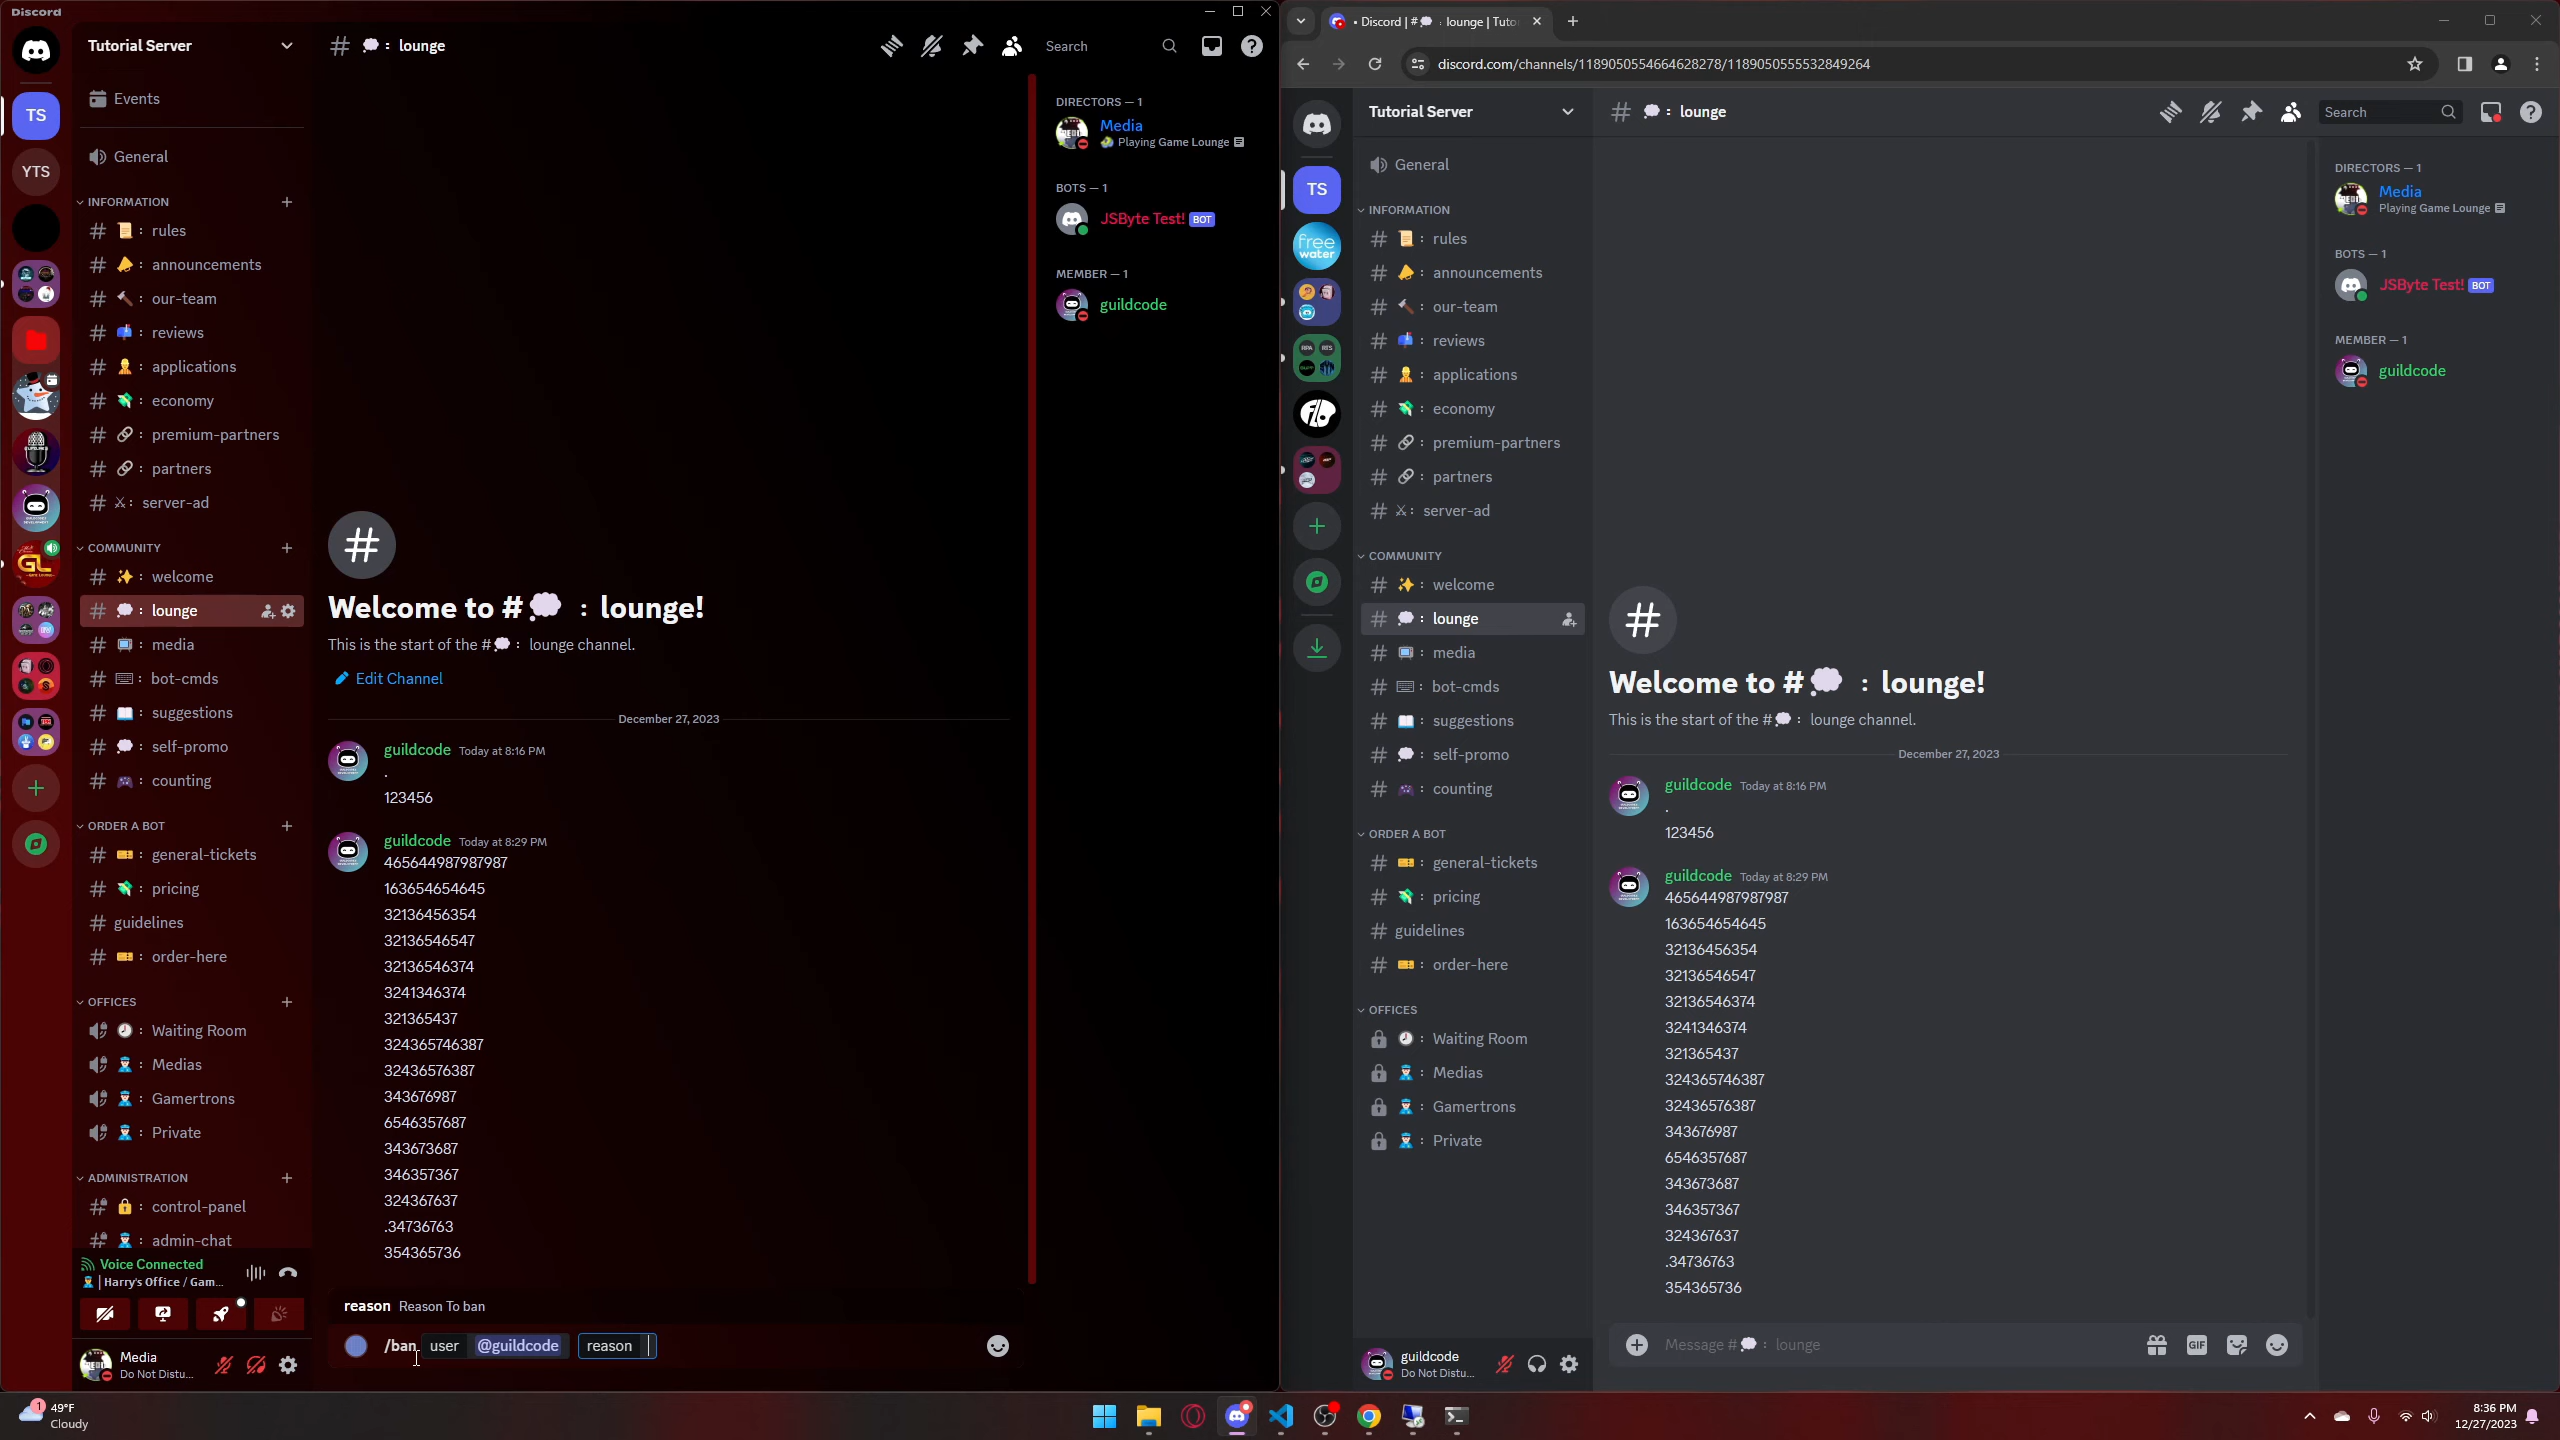 Discord
TS
YTS
GL
Tutorial Server
Events
General
INFORMATION
rules
announcements
our-team
reviews
applications
economy
premium-partners
partners
server-ad
COMMUNITY
welcome
lounge
media
bot-cmds
suggestions
self-promo
counting
ORDER A BOT
general-tickets
pricing
guidelines
order-here
OFFICES
Waiting Room
Medias
Gamertrons
Private
ADMINISTRATION
control-panel
admin-chat
Voice Connected
| Harry's Office / Gam...
Media
Do Not Distu...
lounge
Search
Welcome to # : lounge!
This is the start of the # : lounge channel.
Edit Channel
December 27, 2023
guildcode Today at 8:16 PM
.
123456
guildcode Today at 8:29 PM
465644987987987
163654654645
32136456354
32136546547
32136546374
3241346374
321365437
324365746387
32436576387
343676987
6546357687
343673687
346357367
324367637
.34736763
354365736
reason Reason To ban
/ban user @guildcode reason
DIRECTORS — 1
Media
Playing Game Lounge
BOTS — 1
JSByte Test! BOT
MEMBER — 1
guildcode
• Discord | # : lounge | Tuto
discord.com/channels/1189050554664628278/1189050555532849264
TS
free water
Tutorial Server
General
INFORMATION
rules
announcements
our-team
reviews
applications
economy
premium-partners
partners
server-ad
COMMUNITY
welcome
lounge
media
bot-cmds
suggestions
self-promo
counting
ORDER A BOT
general-tickets
pricing
guidelines
order-here
OFFICES
Waiting Room
Medias
Gamertrons
Private
guildcode
Do Not Distu...
lounge
Search
Welcome to # : lounge!
This is the start of the # : lounge channel.
December 27, 2023
guildcode Today at 8:16 PM
.
123456
guildcode Today at 8:29 PM
465644987987987
163654654645
32136456354
32136546547
32136546374
3241346374
321365437
324365746387
32436576387
343676987
6546357687
343673687
346357367
324367637
.34736763
354365736
Message # : lounge
GIF
DIRECTORS — 1
Media
Playing Game Lounge
BOTS — 1
JSByte Test! BOT
MEMBER — 1
guildcode
1
49°F
Cloudy
8:36 PM
12/27/2023